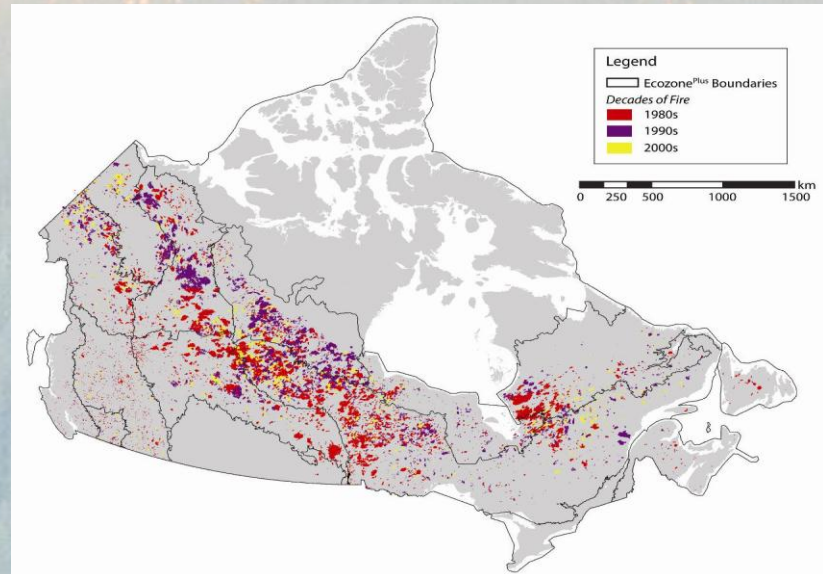 Legend
Ecozone^Plus Boundaries
Decades of Fire
1980s
1990s
2000s
km
0 250 500 1000 1500